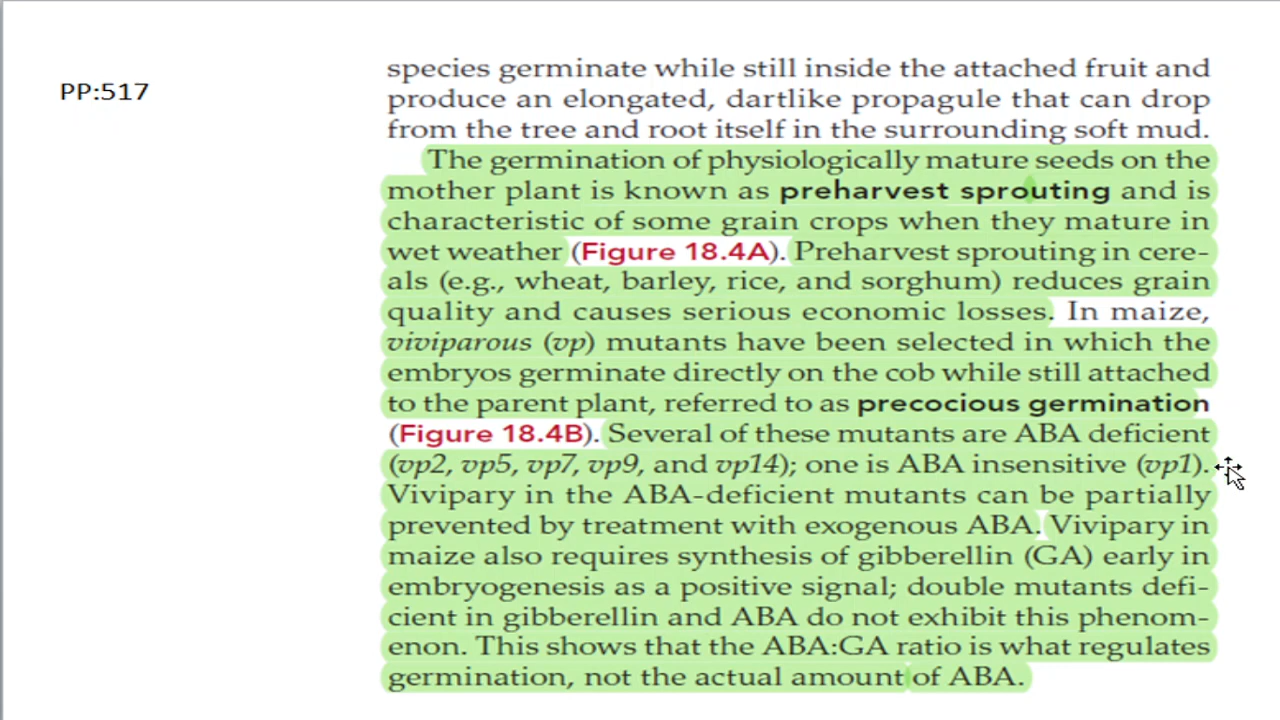 PP:517
species germinate while still inside the attached fruit and
produce an elongated, dartlike propagule that can drop
from the tree and root itself in the surrounding soft mud.
The germination of physiologically mature seeds on the
mother plant is known as preharvest sprouting and is
characteristic of some grain crops when they mature in
wet weather (Figure 18.4A). Preharvest sprouting in cere-
als (e.g., wheat, barley, rice, and sorghum) reduces grain
quality and causes serious economic losses. In maize,
viviparous (vp) mutants have been selected in which the
embryos germinate directly on the cob while still attached
to the parent plant, referred to as precocious germination
(Figure 18.4B). Several of these mutants are ABA deficient
(vp2, vp5, vp7, vp9, and vp14); one is ABA insensitive (vp1).
Vivipary in the ABA-deficient mutants can be partially
prevented by treatment with exogenous ABA. Vivipary in
maize also requires synthesis of gibberellin (GA) early in
embryogenesis as a positive signal; double mutants defi-
cient in gibberellin and ABA do not exhibit this phenom-
enon. This shows that the ABA:GA ratio is what regulates
germination, not the actual amount of ABA.